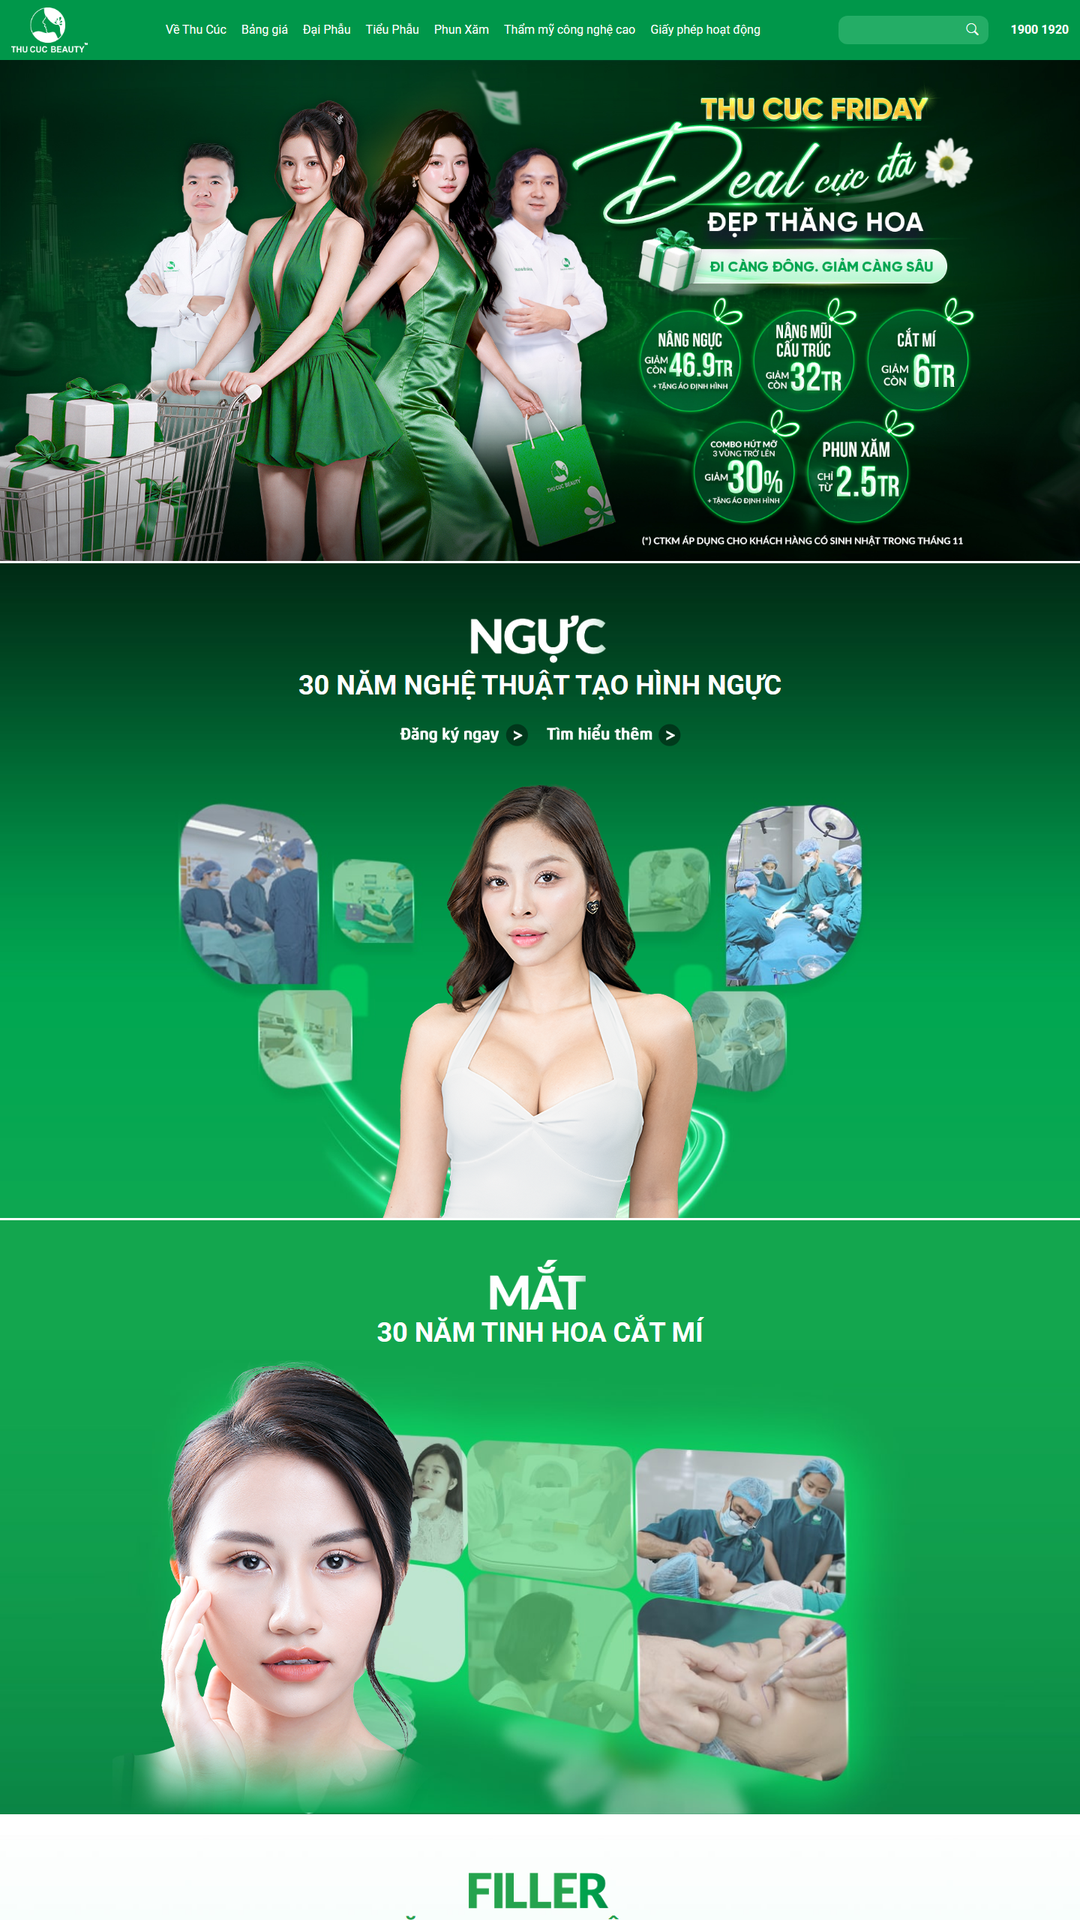 THU CUC BEAUTY
Về Thu Cúc Bảng giá Đại Phẫu Tiểu Phẫu Phun Xăm Thẩm mỹ công nghệ cao Giấy phép hoạt động
1900 1920
THU CUC FRIDAY
Deal cực đã
ĐẸP THĂNG HOA
ĐI CÀNG ĐÔNG. GIẢM CÀNG SÂU
NÂNG NGỰC
GIẢM CÒN 46.9TR
+ TẶNG ÁO ĐỊNH HÌNH
NÂNG MŨI
CẤU TRÚC
GIẢM CÒN 32TR
CẮT MÍ
GIẢM CÒN 6TR
COMBO HÚT MỠ
3 VÙNG TRỞ LÊN
GIẢM 30%
+ TẶNG ÁO ĐỊNH HÌNH
PHUN XĂM
CHỈ TỪ 2.5TR
THU CUC BEAUTY
(*) CTKM ÁP DỤNG CHO KHÁCH HÀNG CÓ SINH NHẬT TRONG THÁNG 11
NGỰC
30 NĂM NGHỆ THUẬT TẠO HÌNH NGỰC
Đăng ký ngay > Tìm hiểu thêm >
MẮT
30 NĂM TINH HOA CẮT MÍ
FILLER